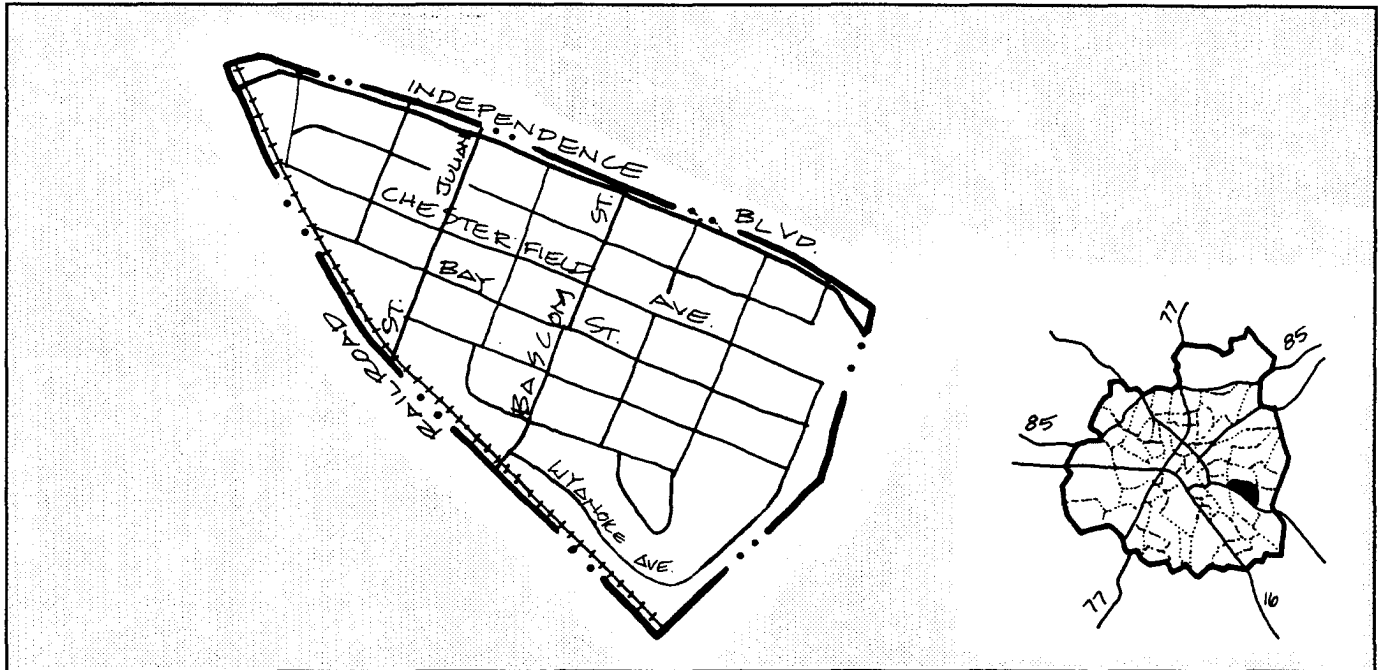 INDEPENDENCE BLVD.
JULIAN ST.
CHESTERFIELD AVE.
BAY ST.
BASCOM ST.
RAILROAD
WYANOKE AVE.
77
85
85
77
16